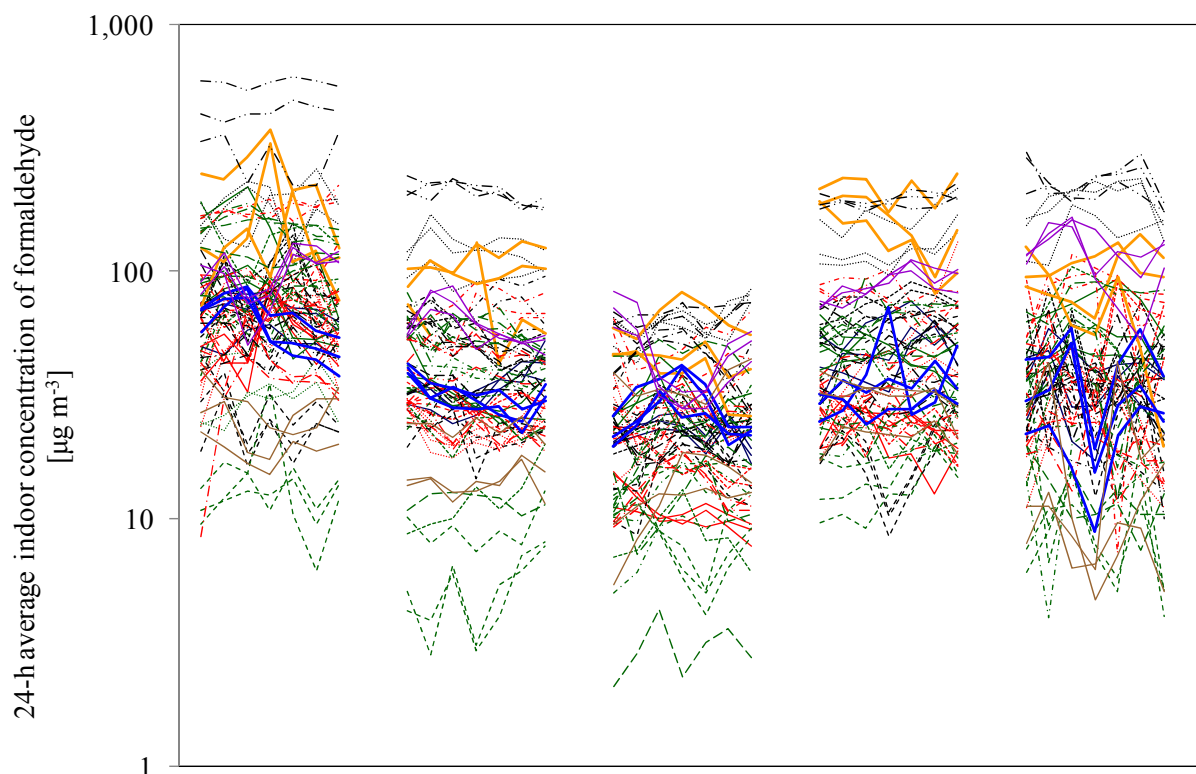 24-h average indoor concentration of formaldehyde
[µg m⁻³]
1,000
100
10
1